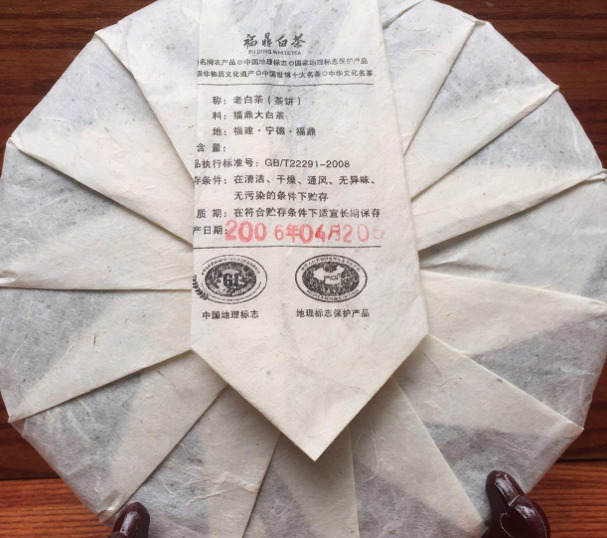 福鼎白茶
FUDING WHITE TEA
名牌农产品○中国地理标志○国家地理标志保护产品
非物质文化遗产○中国世博十大名茶○中华文化名茶
称：老白茶（茶饼）
料：福鼎大白茶
地：福建·宁德·福鼎
含 量：
品执行标准号：GB/T22291-2008
存条件：在清洁、干燥、通风、无异味、
无污染的条件下贮存
质 期：在符合贮存条件下适宜长期保存
产日期：2006年04月20
GI
中国地理标志 地理标志保护产品